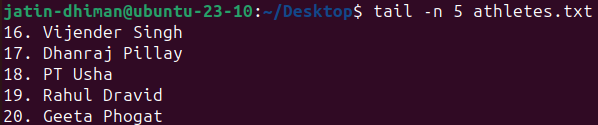 jatin-dhiman@ubuntu-23-10:~/Desktop$ tail -n 5 athletes.txt
16. Vijender Singh
17. Dhanraj Pillay
18. PT Usha
19. Rahul Dravid
20. Geeta Phogat